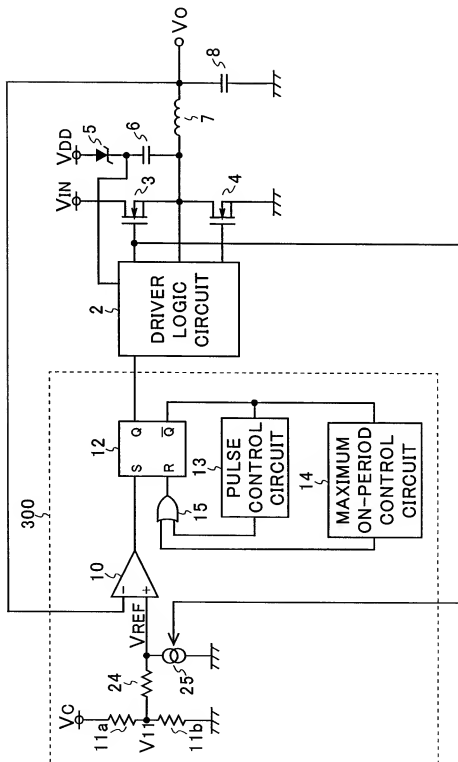 300
VC
11a
V11
11b
24
VREF
25
10
-
+
15
12
S
Q
R
Q
13
PULSE
CONTROL
CIRCUIT
14
MAXIMUM
ON-PERIOD
CONTROL
CIRCUIT
2
DRIVER
LOGIC
CIRCUIT
VIN
VDD
5
6
3
4
7
8
VO